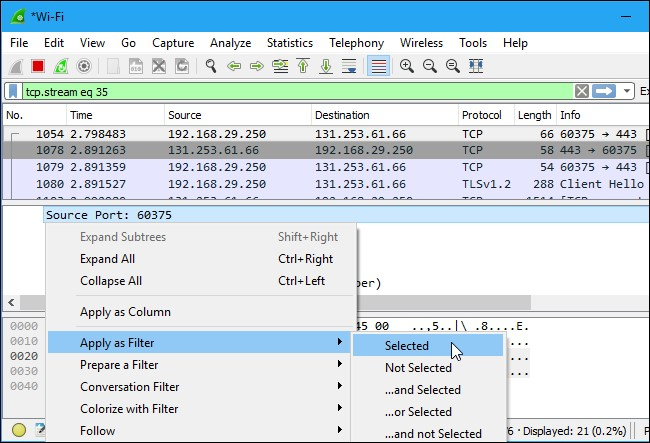 *Wi-Fi
File Edit View Go Capture Analyze Statistics Telephony Wireless Tools Help
tcp.stream eq 35
No. Time Source Destination Protocol Length Info
1054 2.798483 192.168.29.250 131.253.61.66 TCP 66 60375 → 443 [
1078 2.891263 131.253.61.66 192.168.29.250 TCP 58 443 → 60375 [
1079 2.891359 192.168.29.250 131.253.61.66 TCP 54 60375 → 443 [
1080 2.891527 192.168.29.250 131.253.61.66 TLSv1.2 288 Client Hello
Source Port: 60375
Expand Subtrees Shift+Right
Expand All Ctrl+Right
Collapse All Ctrl+Left
Apply as Column
Apply as Filter
Prepare a Filter
Conversation Filter
Colorize with Filter
Follow
Selected
Not Selected
...and Selected
...or Selected
...and not Selected
0000 45 00 ..,5..|\ .8....E.
0010
0020
0030
0040
Displayed: 21 (0.2%)